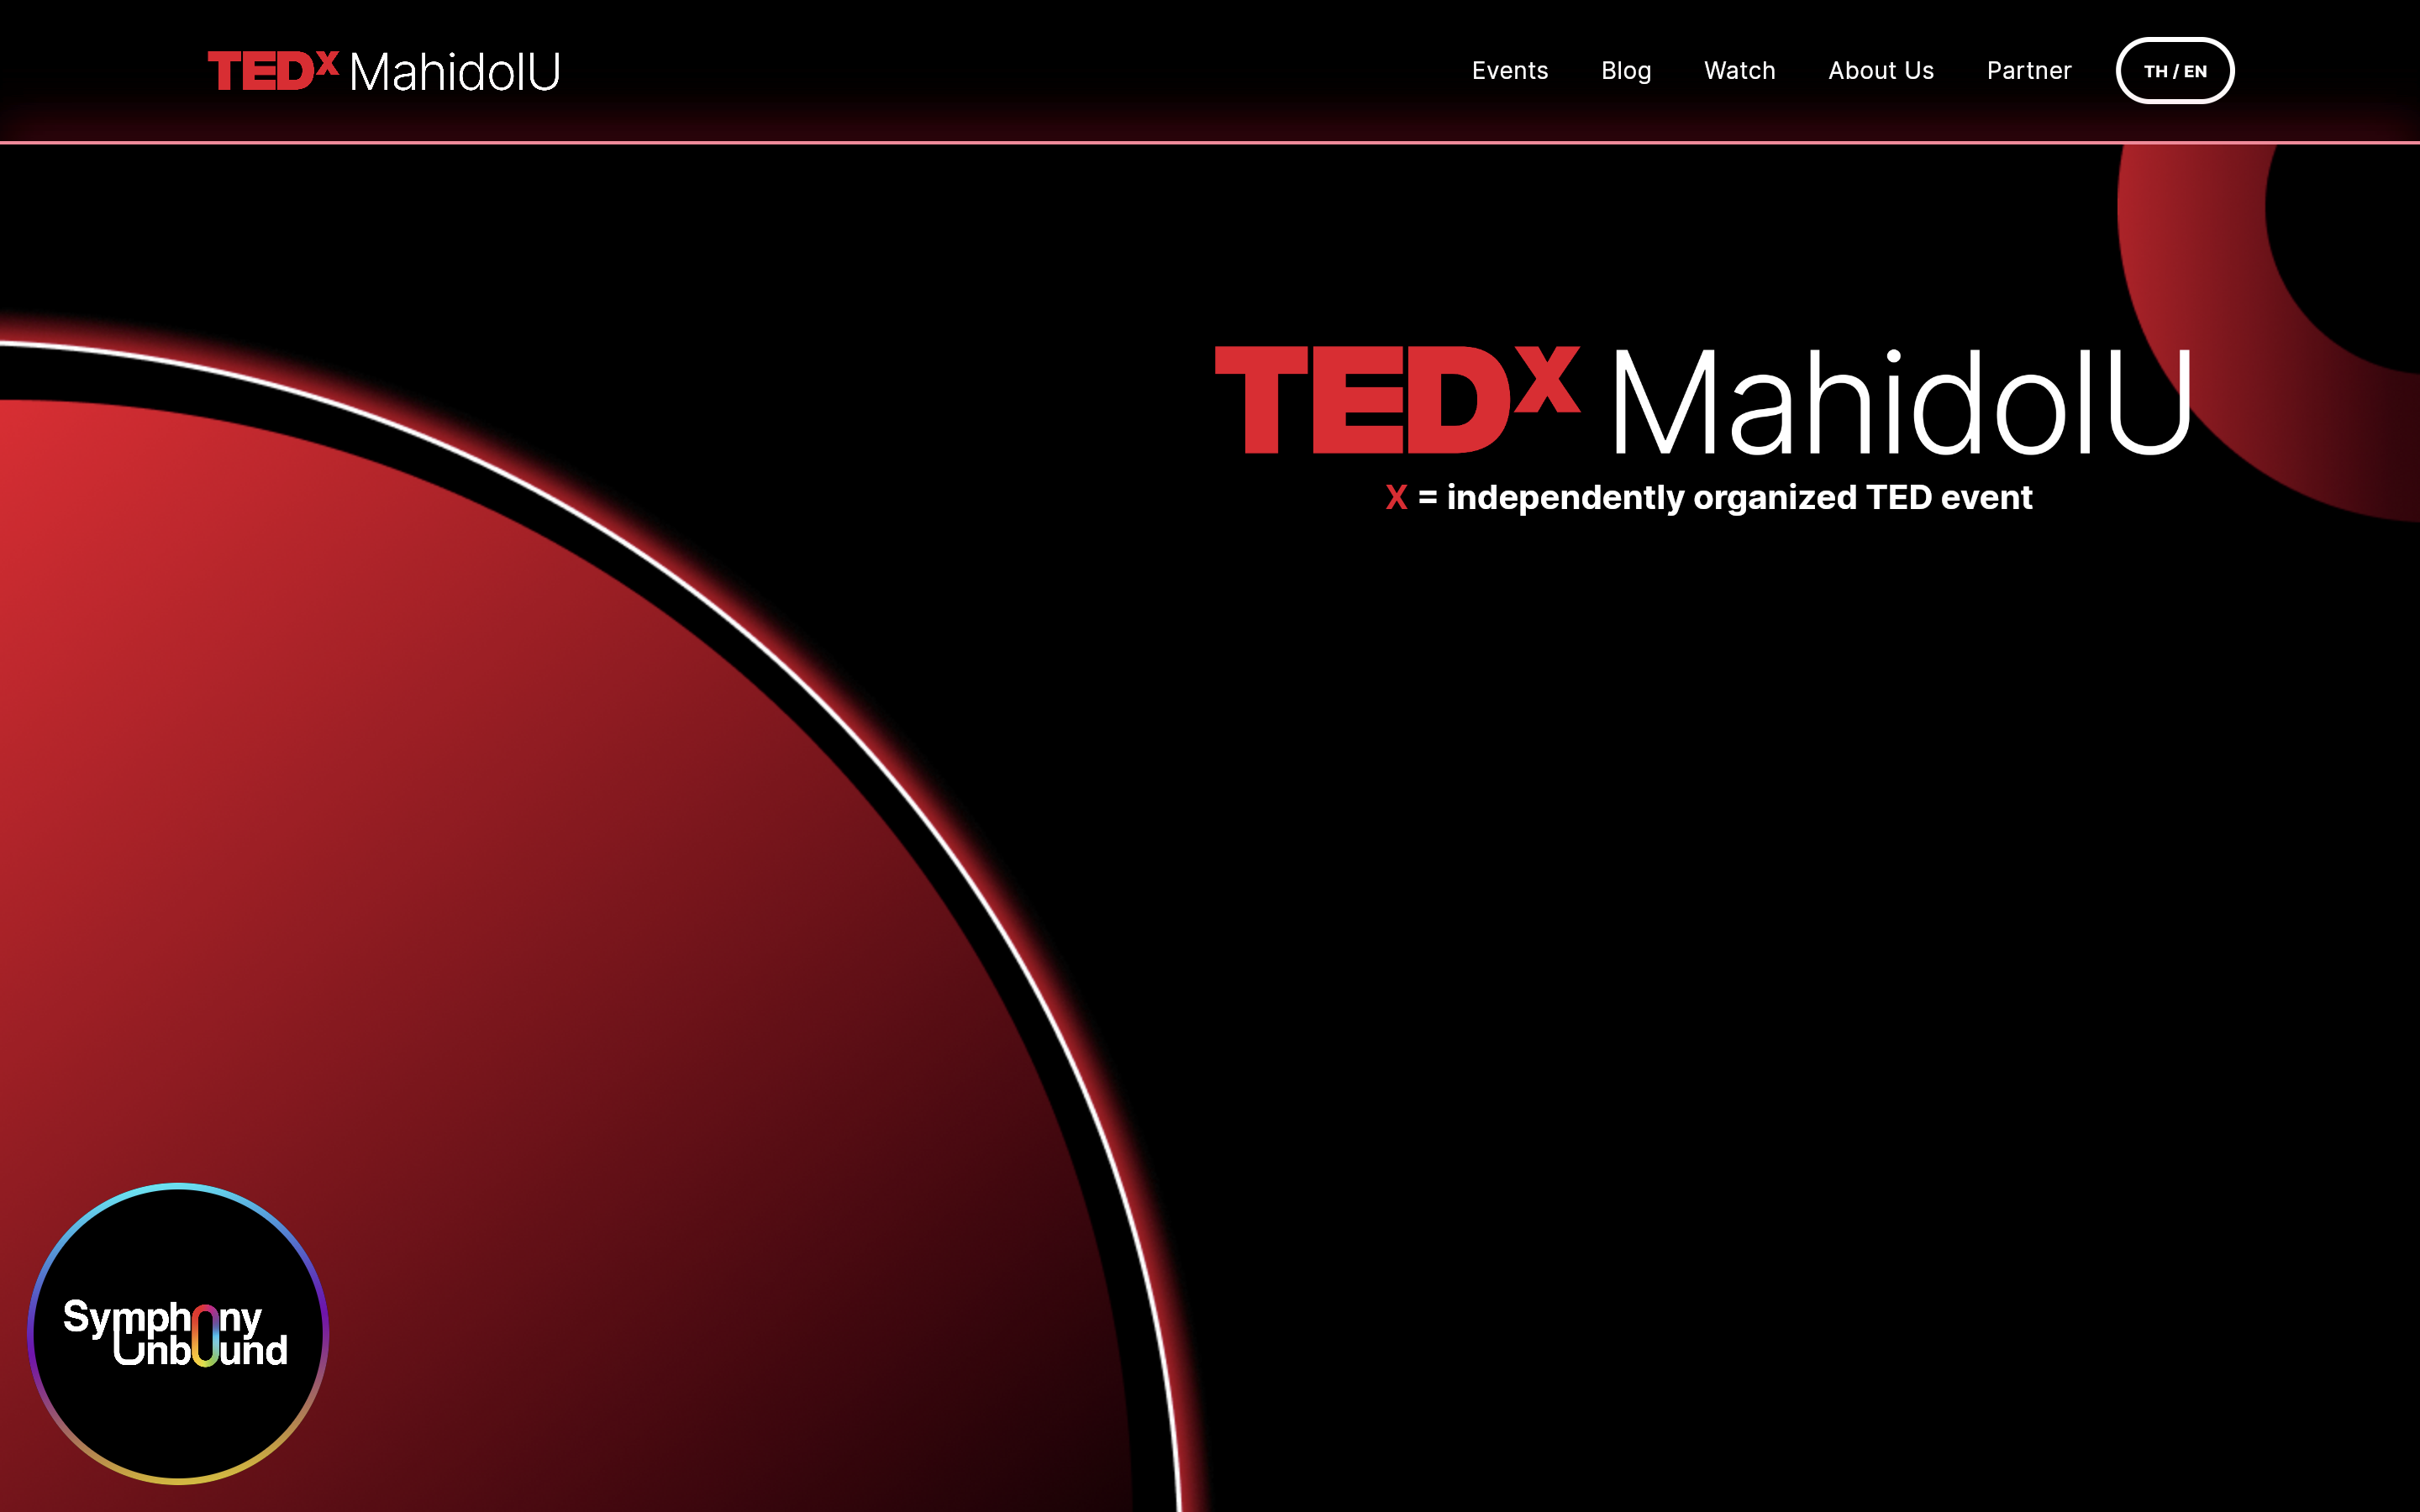 TEDx MahidolU
Events Blog Watch About Us Partner TH / EN
TEDx MahidolU
X = independently organized TED event
Symphony
Unbound